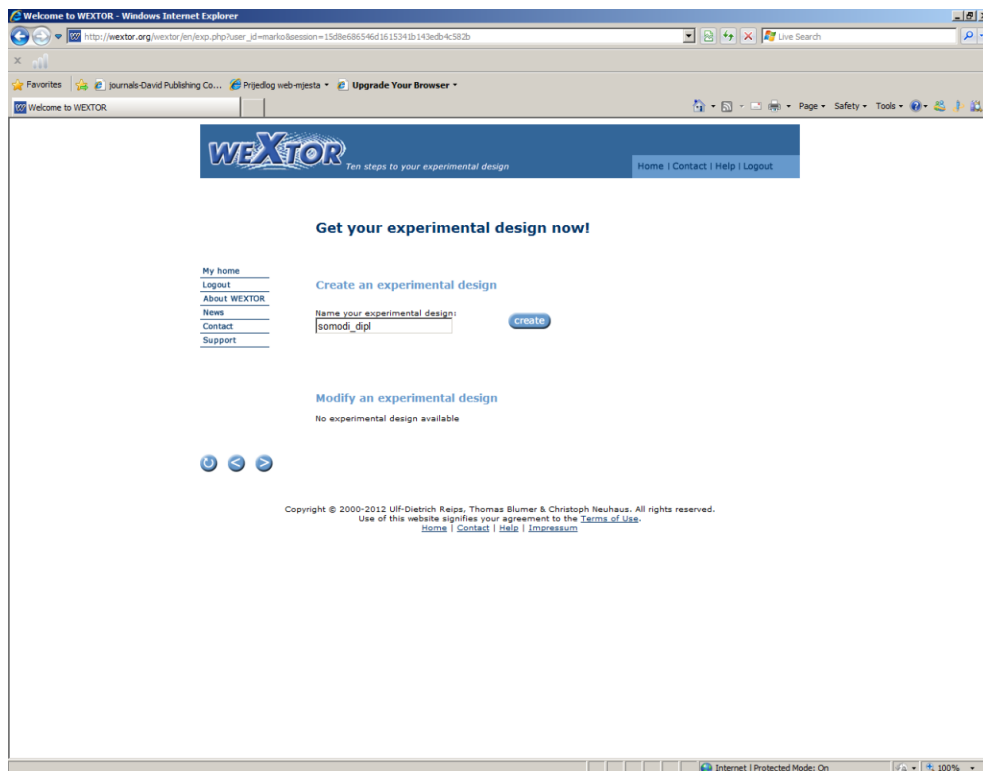 Welcome to WEXTOR - Windows Internet Explorer
http://wextor.org/wextor/en/exp.php?user_id=marko&session=15d8e686546d1615341b143edb4c582b
Live Search
x
Favorites journals-David Publishing Co... Prijedlog web-mjesta Upgrade Your Browser
Welcome to WEXTOR
Page Safety Tools
WEXTOR
Ten steps to your experimental design
Home | Contact | Help | Logout
Get your experimental design now!
My home
Logout
About WEXTOR
News
Contact
Support
Create an experimental design
Name your experimental design:
somodi_dipl
create
Modify an experimental design
No experimental design available
Copyright © 2000-2012 Ulf-Dietrich Reips, Thomas Blumer & Christoph Neuhaus. All rights reserved.
Use of this website signifies your agreement to the Terms of Use.
Home | Contact | Help | Impressum
Internet | Protected Mode: On
100%